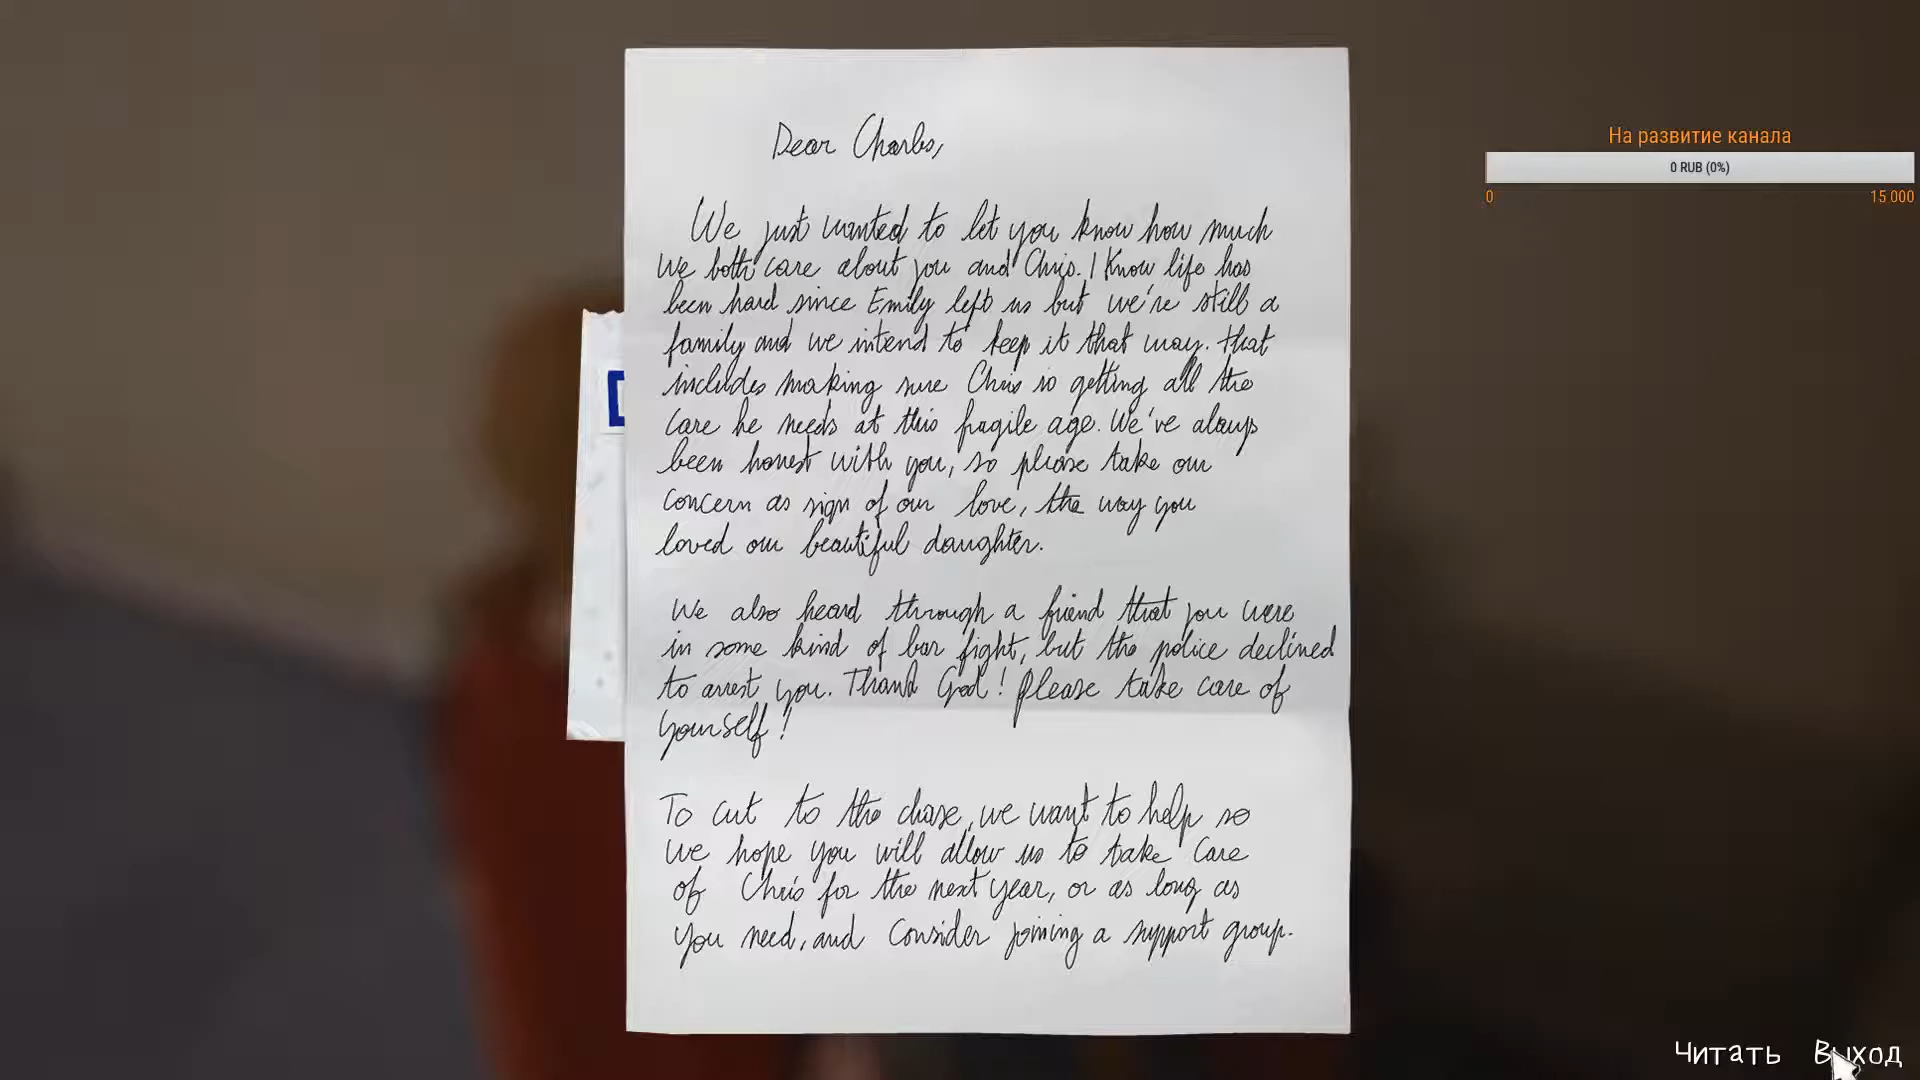 Dear Charles,
We just wanted to let you know how much
we both care about you and Chris. I know life has
been hard since Emily left us but we're still a
family and we intend to keep it that way. That
includes making sure Chris is getting all the
care he needs at this fragile age. We've always
been honest with you, so please take our
concern as sign of our love, the way you
loved our beautiful daughter.
We also heard through a friend that you were
in some kind of bar fight, but the police declined
to arrest you. Thank God! Please take care of
yourself!
To cut to the chase, we want to help so
we hope you will allow us to take care
of Chris for the next year, or as long as
you need, and consider joining a support group.
На развитие канала
0 RUB (0%)
0 15 000
Читать Выход